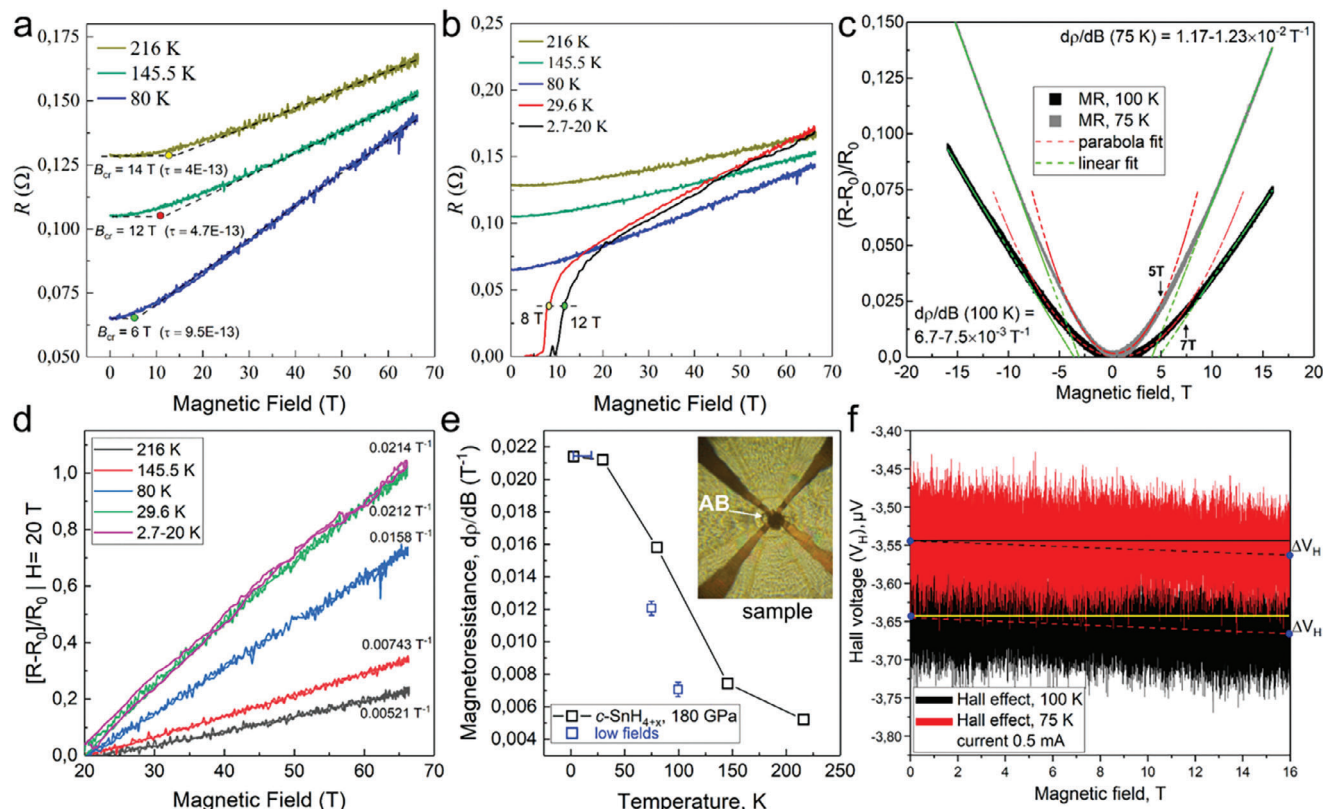 a
R (Ω)
0,175
0,150
0,125
0,100
0,075
0,050
216 K
145.5 K
80 K
B_cr = 14 T (τ = 4E-13)
B_cr = 12 T (τ = 4.7E-13)
B_cr = 6 T (τ = 9.5E-13)
0 10 20 30 40 50 60 70
Magnetic Field (T)
b
R (Ω)
0,25
0,20
0,15
0,10
0,05
0,00
216 K
145.5 K
80 K
29.6 K
2.7-20 K
8 T
12 T
0 10 20 30 40 50 60 70
Magnetic Field (T)
c
(R-R₀)/R₀
0,150
0,125
0,100
0,075
0,050
0,025
0,0
dρ/dB (75 K) = 1.17-1.23×10⁻² T⁻¹
MR, 100 K
MR, 75 K
parabola fit
linear fit
5T
7T
dρ/dB (100 K) =
6.7-7.5×10⁻³ T⁻¹
-20 -15 -10 -5 0 5 10 15 20
Magnetic field, T
d
[R-R₀]/R₀ | H= 20 T
1,0
0,8
0,6
0,4
0,2
0,0
216 K
145.5 K
80 K
29.6 K
2.7-20 K
0.0214 T⁻¹
0.0212 T⁻¹
0.0158 T⁻¹
0.00743 T⁻¹
0.00521 T⁻¹
20 30 40 50 60 70
Magnetic Field (T)
e
Magnetoresistance, dρ/dB (T⁻¹)
0,022
0,020
0,018
0,016
0,014
0,012
0,010
0,008
0,006
0,004
AB
sample
c-SnH₄₊ₓ, 180 GPa
low fields
0 50 100 150 200
Temperature, K
f
Hall voltage (V_H), µV
-3,40
-3,45
-3,50
-3,55
-3,60
-3,65
-3,70
-3,75
-3,80
ΔV_H
ΔV_H
Hall effect, 100 K
Hall effect, 75 K
current 0.5 mA
0 2 4 6 8 10 12 14 16
Magnetic field, T